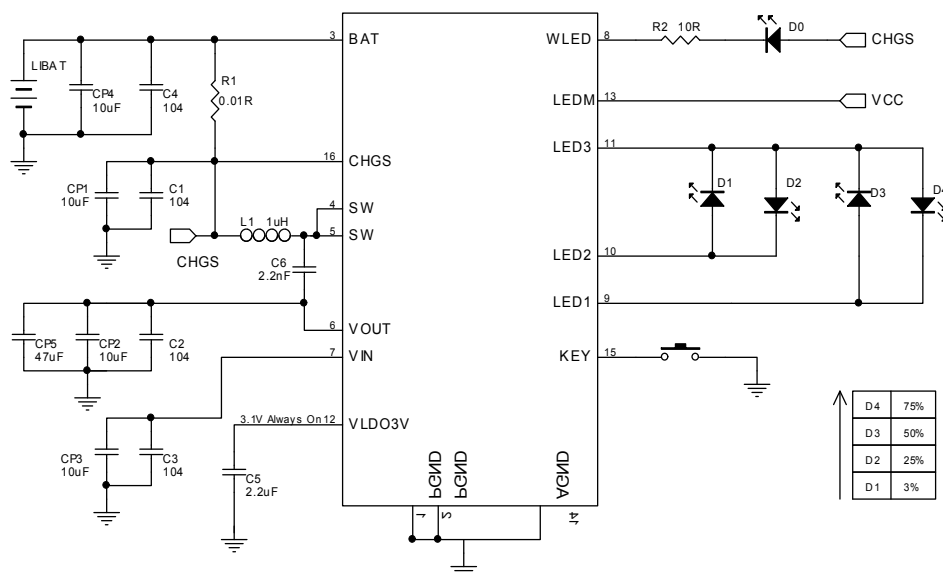 3 BAT
LIBAT
CP4
10uF
C4
104
R1
0.01R
16 CHGS
CP1
10uF
C1
104
4 SW
L1 1uH
5 SW
CHGS
C6
2.2nF
6 VOUT
CP5
47uF
CP2
10uF
C2
104
7 VIN
CP3
10uF
C3
104
3.1V Always On 12 VLDO3V
C5
2.2uF
PGND
PGND
AGND
1
2
14
WLED 8
R2 10R
D0
CHGS
LEDM 13
VCC
LED3 11
D1
D2
D3
D4
LED2 10
LED1 9
KEY 15
D4 75%
D3 50%
D2 25%
D1 3%